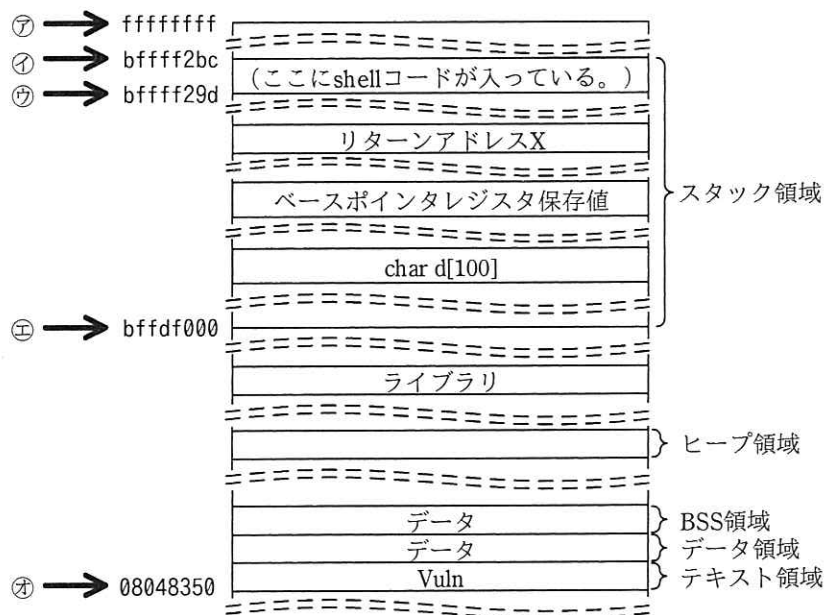 ㋐ ffffffff
㋑ bffff2bc
(ここにshellコードが入っている。)
㋒ bffff29d
リターンアドレスX
ベースポインタレジスタ保存値
スタック領域
char d[100]
㋓ bffdf000
ライブラリ
ヒープ領域
データ BSS領域
データ データ領域
㋔ 08048350 Vuln テキスト領域